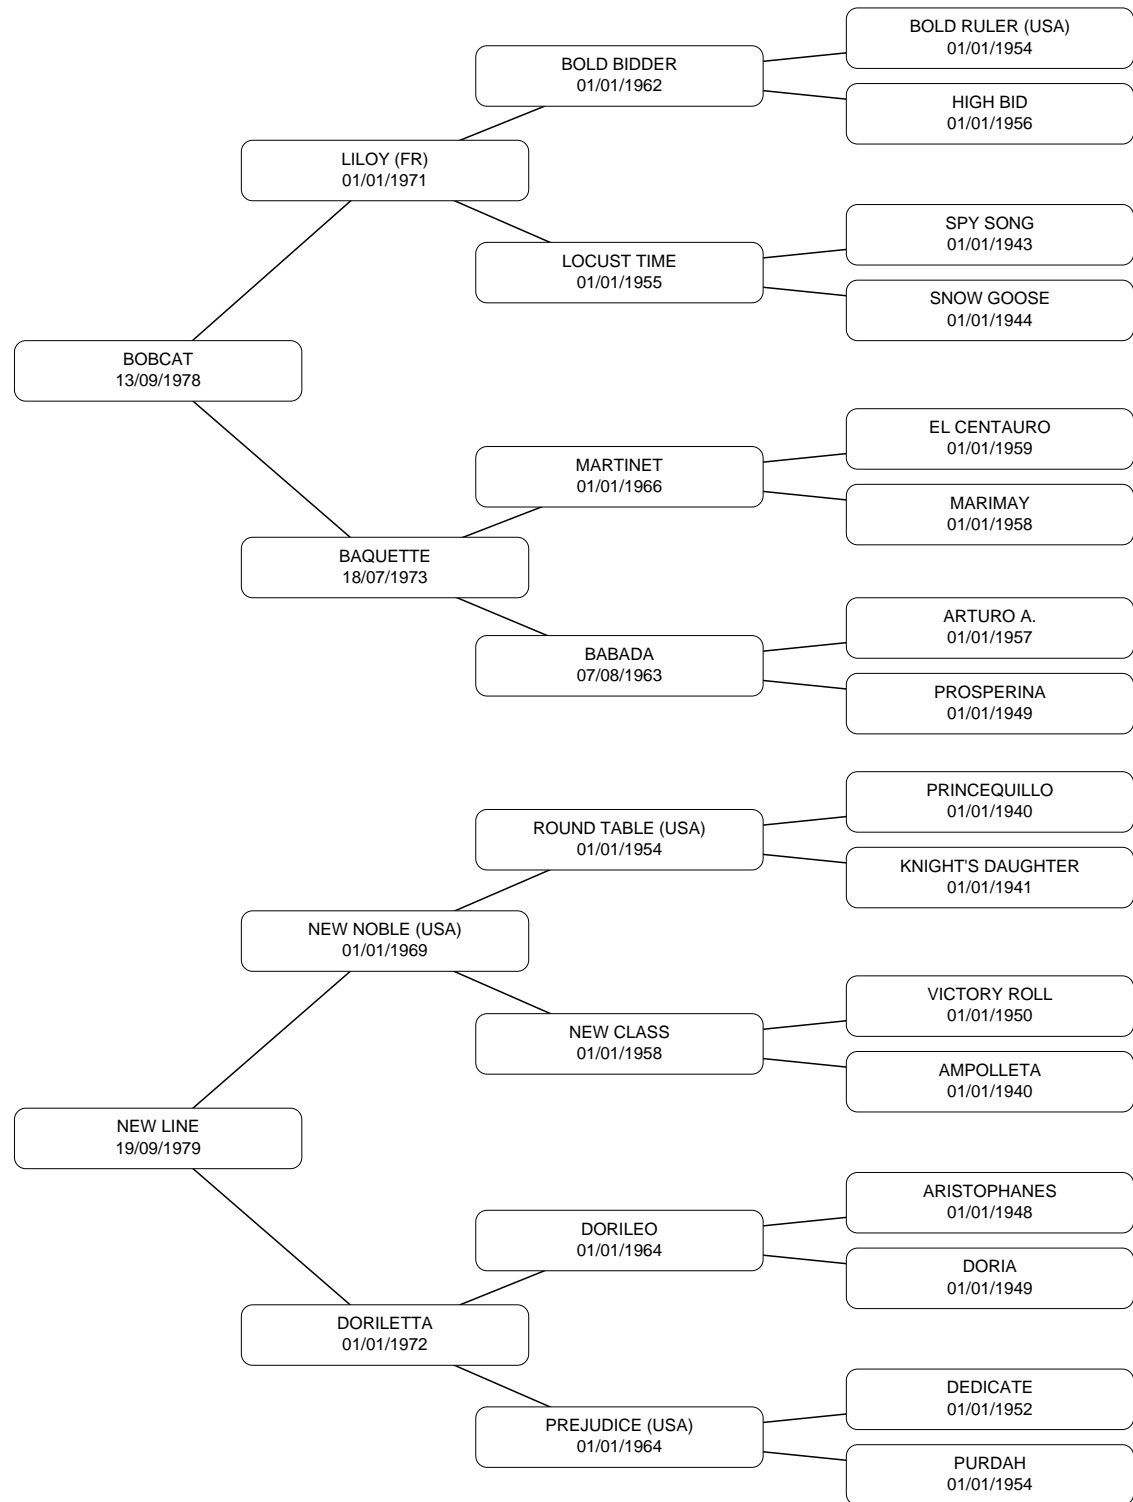 BOLD RULER (USA)
01/01/1954
BOLD BIDDER
01/01/1962
HIGH BID
01/01/1956
LILOY (FR)
01/01/1971
SPY SONG
01/01/1943
LOCUST TIME
01/01/1955
SNOW GOOSE
01/01/1944
BOBCAT
13/09/1978
EL CENTAURO
01/01/1959
MARTINET
01/01/1966
MARIMAY
01/01/1958
BAQUETTE
18/07/1973
ARTURO A.
01/01/1957
BABADA
07/08/1963
PROSPERINA
01/01/1949
PRINCEQUILLO
01/01/1940
ROUND TABLE (USA)
01/01/1954
KNIGHT'S DAUGHTER
01/01/1941
NEW NOBLE (USA)
01/01/1969
VICTORY ROLL
01/01/1950
NEW CLASS
01/01/1958
AMPOLLETA
01/01/1940
NEW LINE
19/09/1979
ARISTOPHANES
01/01/1948
DORILEO
01/01/1964
DORIA
01/01/1949
DORILETTA
01/01/1972
DEDICATE
01/01/1952
PREJUDICE (USA)
01/01/1964
PURDAH
01/01/1954